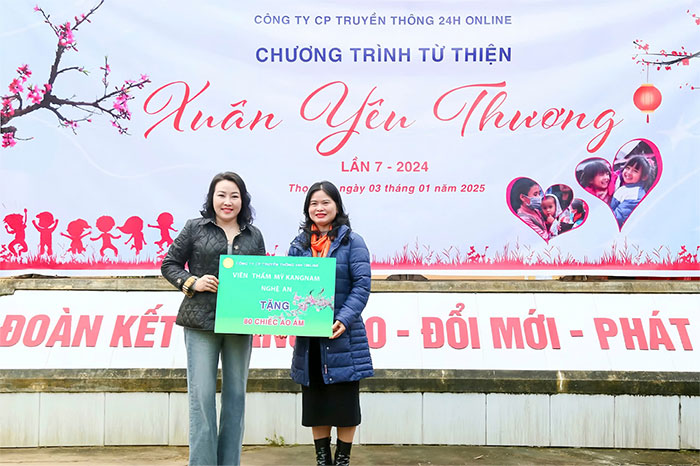 CÔNG TY CP TRUYỀN THÔNG 24H ONLINE
CHƯƠNG TRÌNH TỪ THIỆN
Xuân Yêu Thương
LẦN 7 - 2024
ngày 03 tháng 01 năm 2025
VIỆN THẨM MỸ KANGNAM
NGHỆ AN
TẶNG
80 CHIẾC ÁO ẤM
ĐOÀN KẾT - ĐỔI MỚI - PHÁT